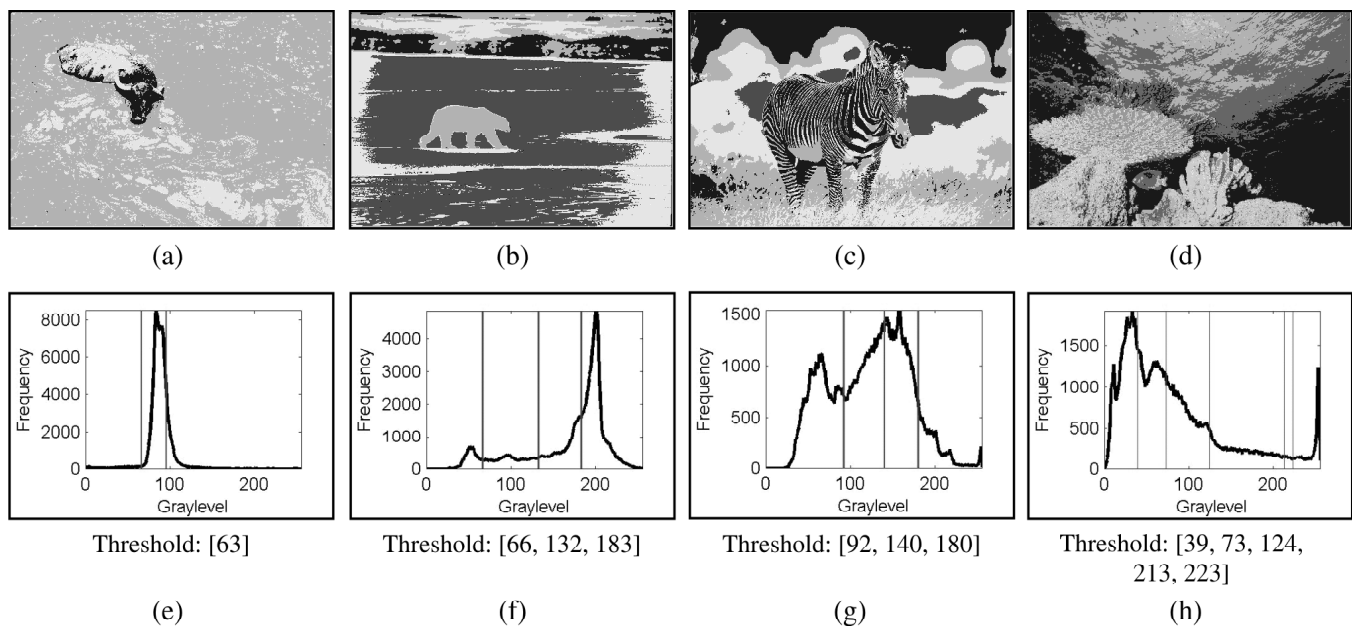 (a) (b) (c) (d)
8000
6000
4000
2000
0
0 100 200
Frequency
Graylevel
Threshold: [63]
4000
3000
2000
1000
0
0 100 200
Frequency
Graylevel
Threshold: [66, 132, 183]
1500
1000
500
0
0 100 200
Frequency
Graylevel
Threshold: [92, 140, 180]
1500
1000
500
0
0 100 200
Frequency
Graylevel
Threshold: [39, 73, 124,
213, 223]
(e) (f) (g) (h)